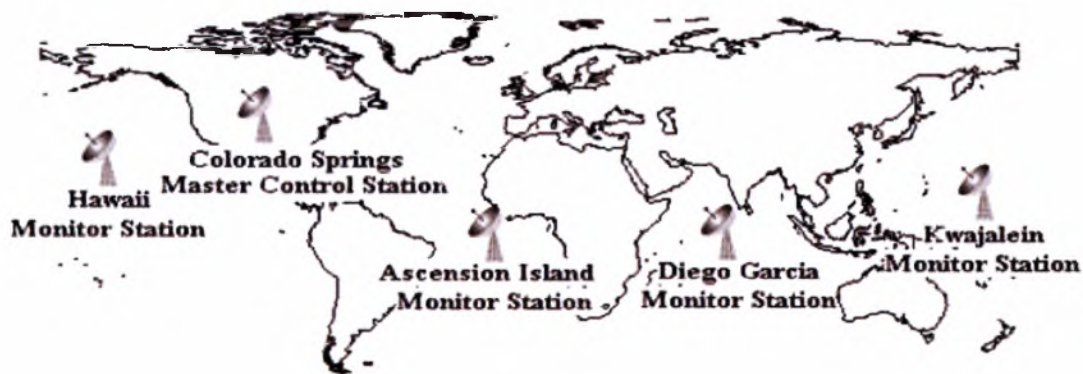 Colorado Springs
Master Control Station
Hawaii
Monitor Station
Ascension Island
Monitor Station
Diego Garcia
Monitor Station
Kwajalein
Monitor Station